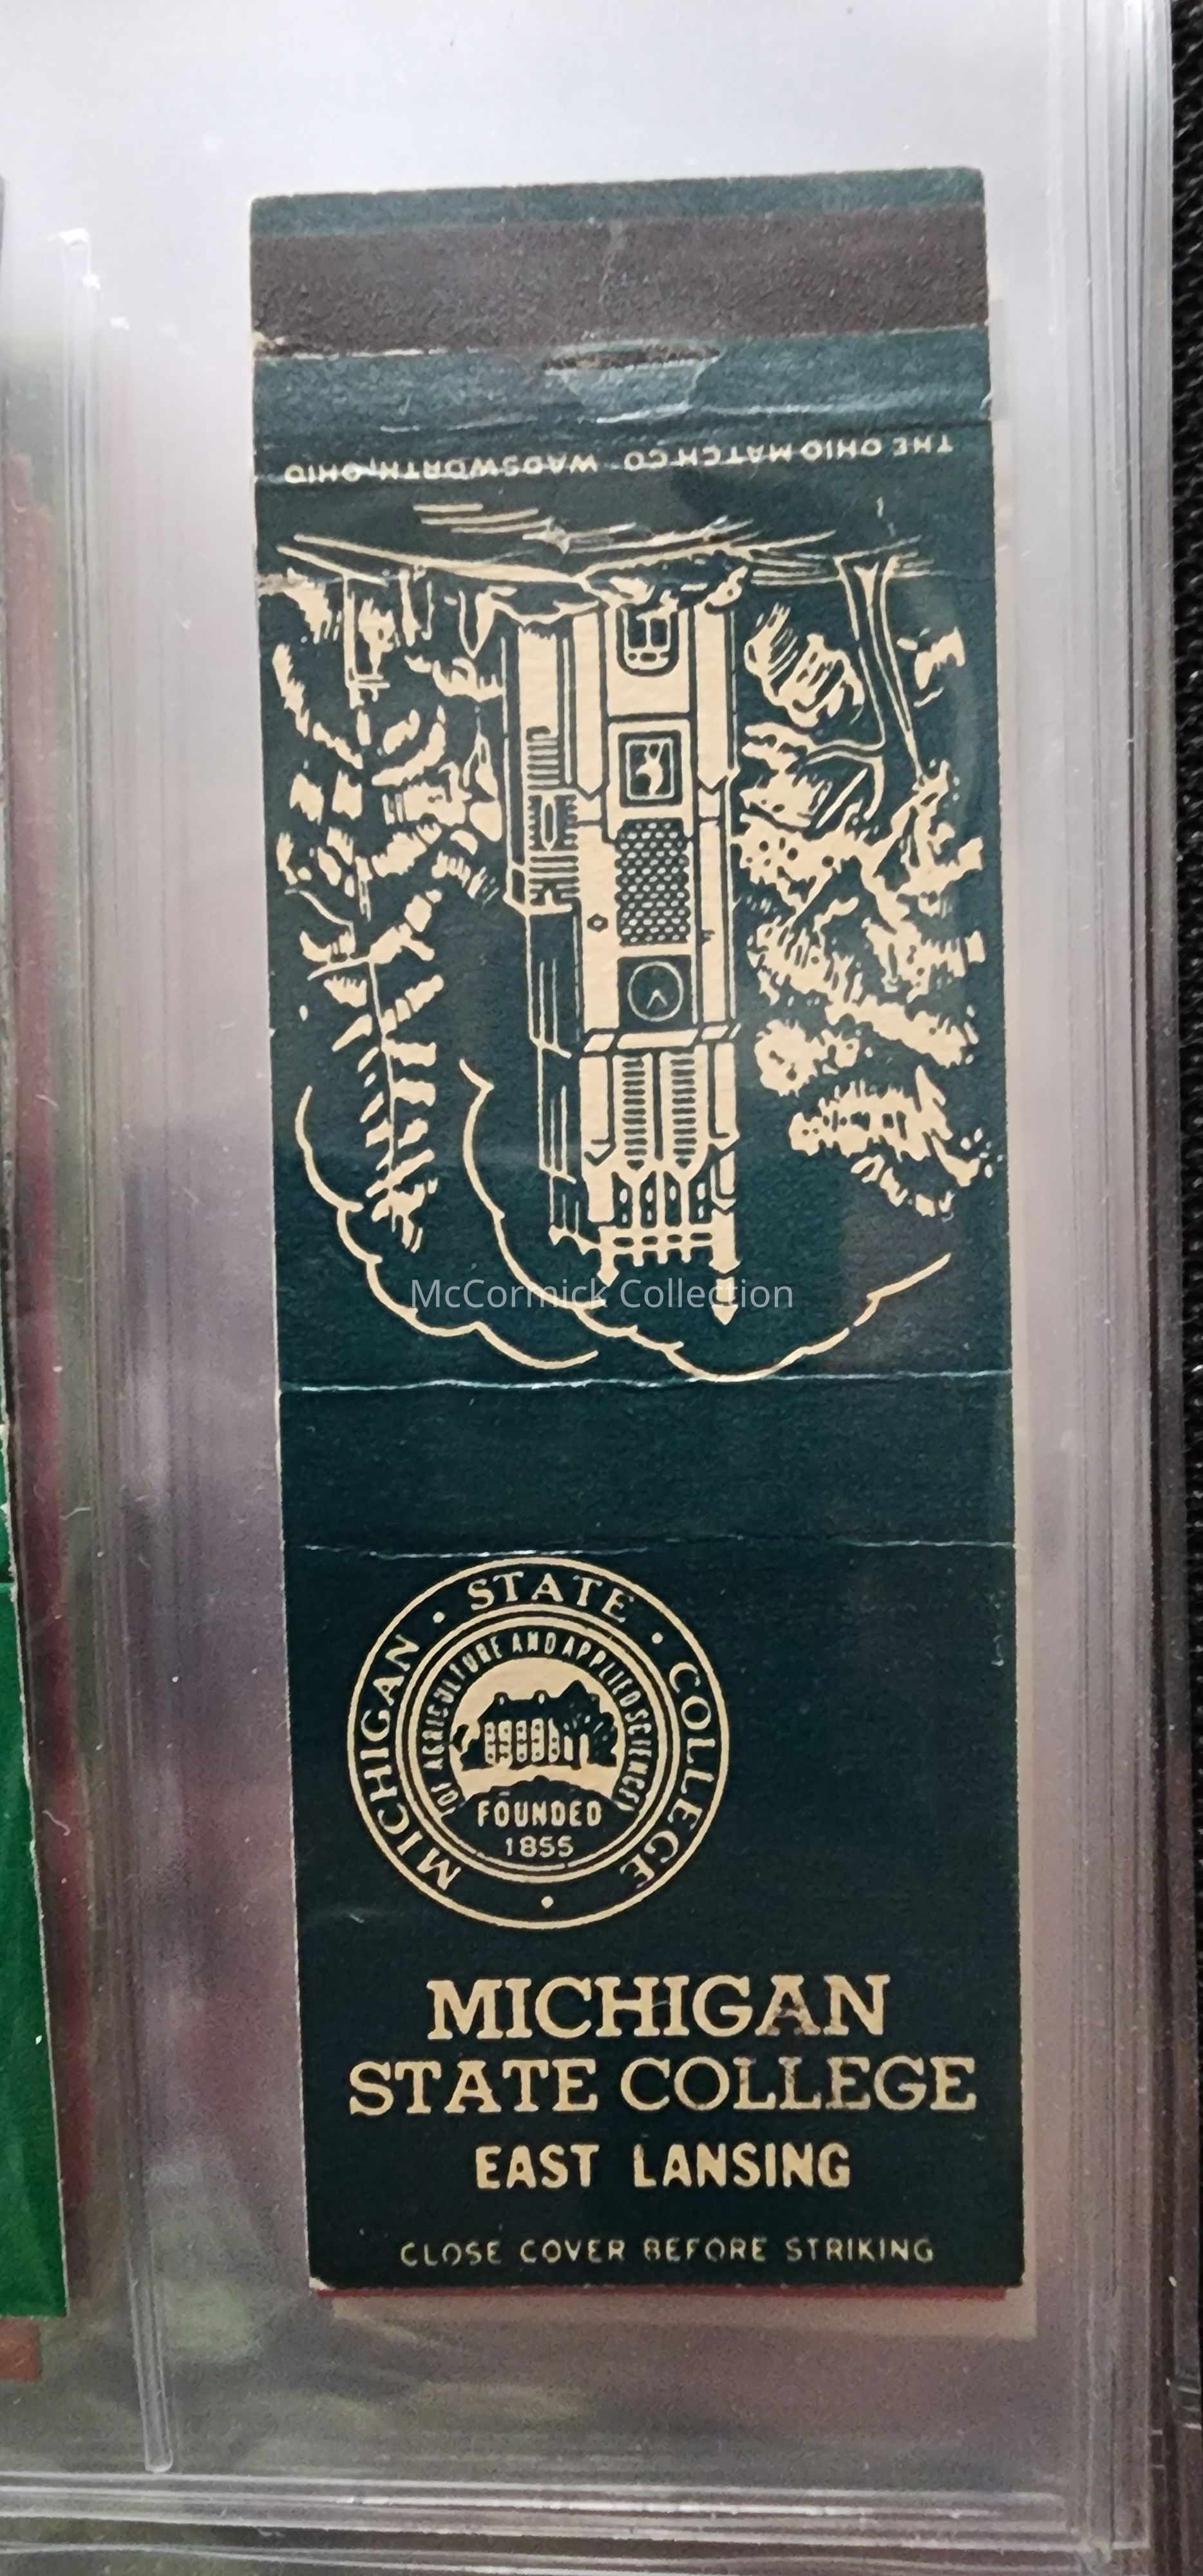 THE OHIO MATCH CO. WADSWORTH, OHIO
McCormick Collection
MICHIGAN • STATE • COLLEGE •
(OF AGRICULTURE AND APPLIED SCIENCE)
FOUNDED
1855
MICHIGAN
STATE COLLEGE
EAST LANSING
CLOSE COVER BEFORE STRIKING